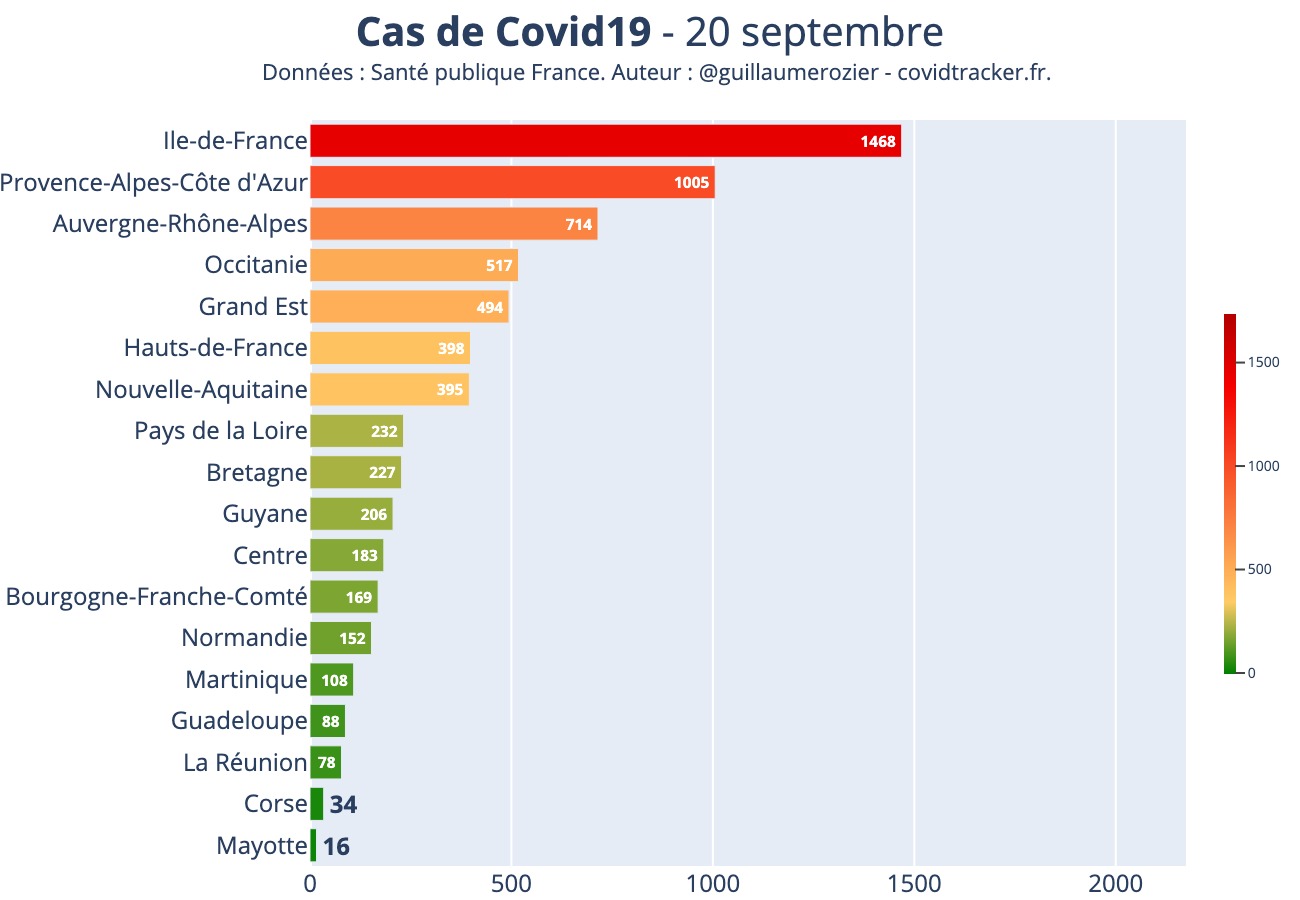 Cas de Covid19 - 20 septembre
Données : Santé publique France. Auteur : @guillaumerozier - covidtracker.fr.
Ile-de-France 1468
Provence-Alpes-Côte d'Azur 1005
Auvergne-Rhône-Alpes 714
Occitanie 517
Grand Est 494
Hauts-de-France 398
Nouvelle-Aquitaine 395
Pays de la Loire 232
Bretagne 227
Guyane 206
Centre 183
Bourgogne-Franche-Comté 169
Normandie 152
Martinique 108
Guadeloupe 88
La Réunion 78
Corse 34
Mayotte 16
0 500 1000 1500 2000
1500
1000
500
0